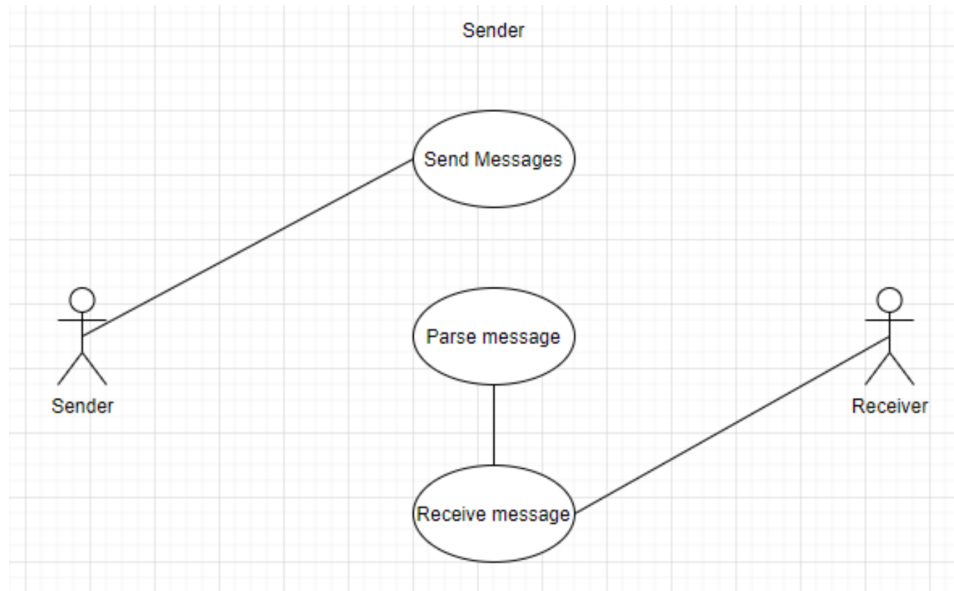 Sender
Send Messages
Parse message
Sender
Receiver
Receive message